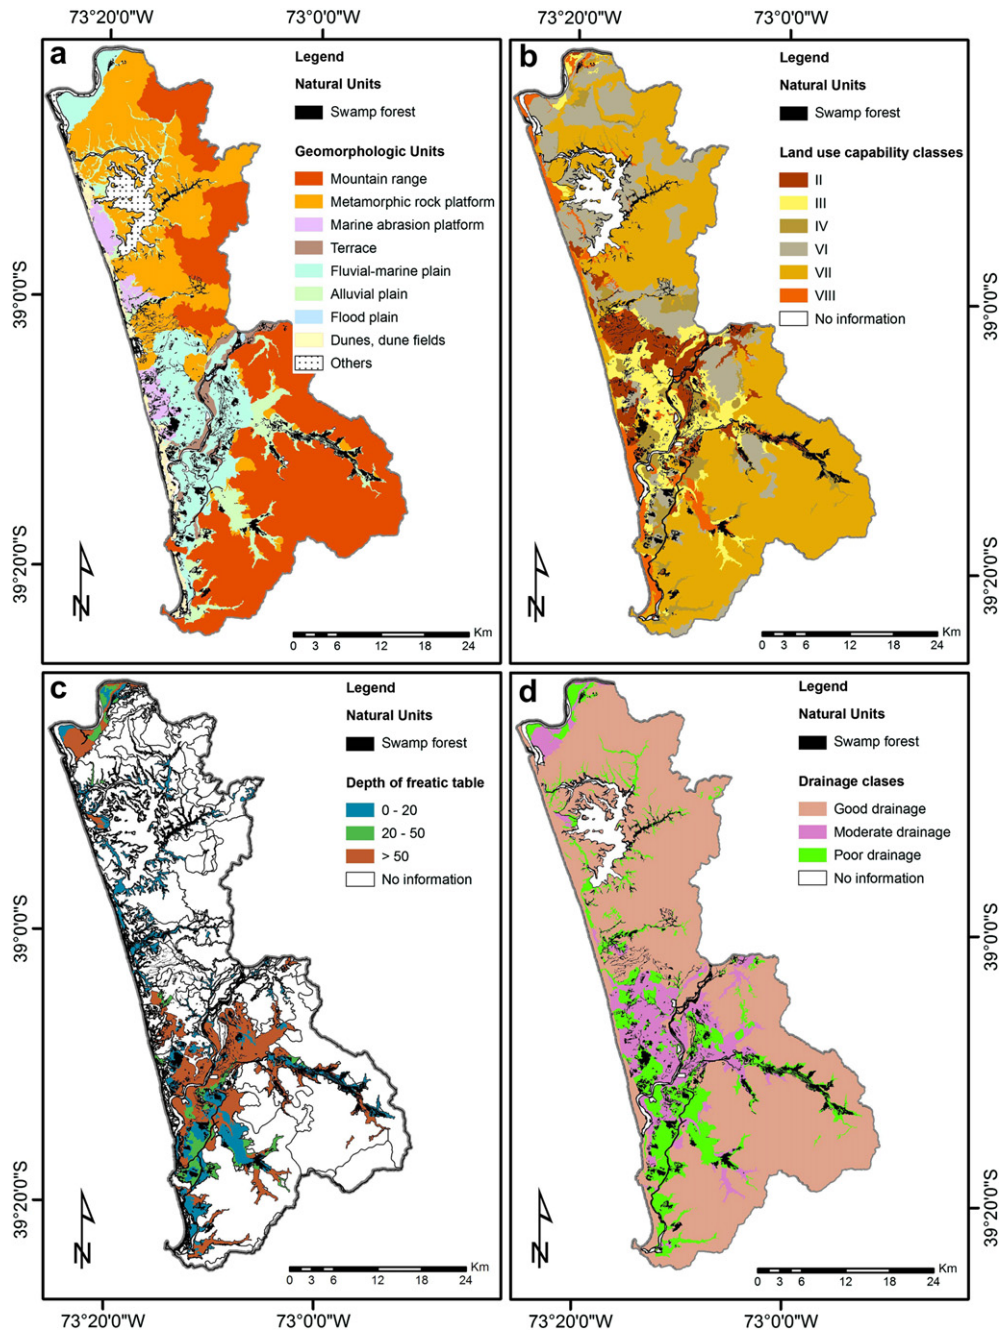 73°20'0"W
73°0'0"W
73°20'0"W
73°0'0"W
a
Legend
Natural Units
Swamp forest
Geomorphologic Units
Mountain range
Metamorphic rock platform
Marine abrasion platform
Terrace
Fluvial-marine plain
Alluvial plain
Flood plain
Dunes, dune fields
Others
39°0'0"S
39°20'0"S
N
Km
0 3 6 12 18 24
b
Legend
Natural Units
Swamp forest
Land use capability classes
II
III
IV
VI
VII
VIII
No information
39°0'0"S
39°20'0"S
N
Km
0 3 6 12 18 24
c
Legend
Natural Units
Swamp forest
Depth of freatic table
0 - 20
20 - 50
> 50
No information
39°0'0"S
39°20'0"S
N
Km
0 3 6 12 18 24
d
Legend
Natural Units
Swamp forest
Drainage clases
Good drainage
Moderate drainage
Poor drainage
No information
39°0'0"S
39°20'0"S
N
Km
0 3 6 12 18 24
73°20'0"W
73°0'0"W
73°20'0"W
73°0'0"W